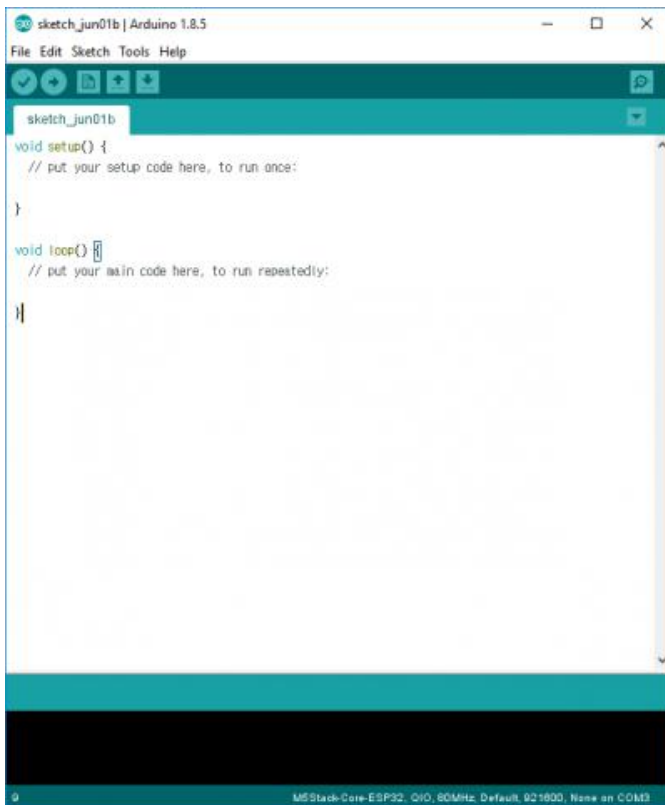 sketch_jun01b | Arduino 1.8.5
File Edit Sketch Tools Help
sketch_jun01b
void setup() {
// put your setup code here, to run once:
}
void loop() {
// put your main code here, to run repeatedly:
}
9
M5Stack-Core-ESP32, QIO, 80MHz, Default, 921600, None on COM3